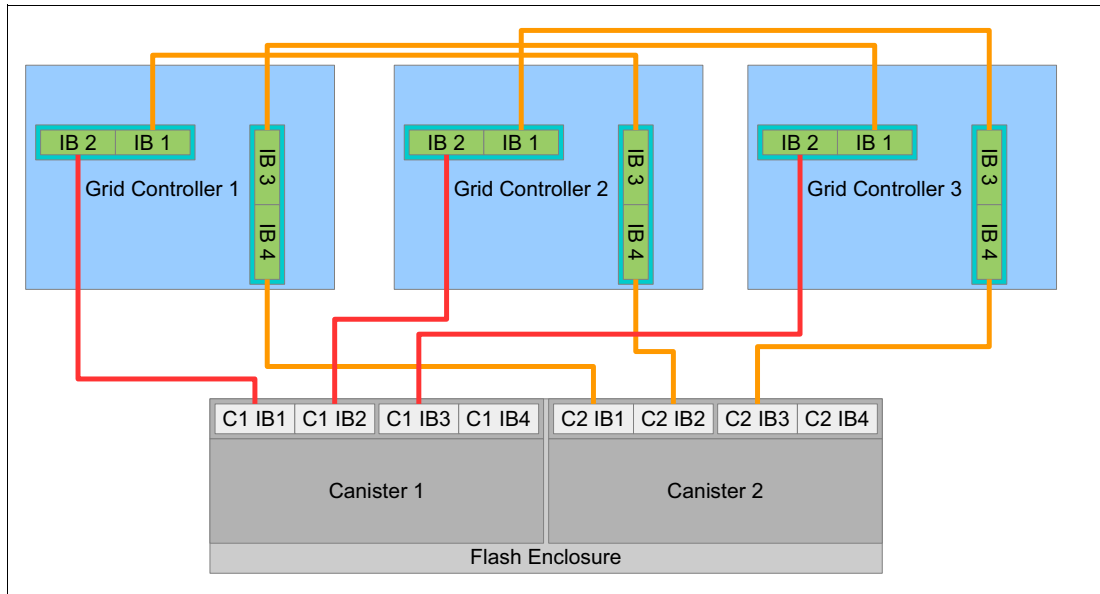 IB 2 IB 1
IB 3
IB 4
Grid Controller 1
IB 2 IB 1
IB 3
IB 4
Grid Controller 2
IB 2 IB 1
IB 3
IB 4
Grid Controller 3
C1 IB1 C1 IB2 C1 IB3 C1 IB4 C2 IB1 C2 IB2 C2 IB3 C2 IB4
Canister 1 Canister 2
Flash Enclosure